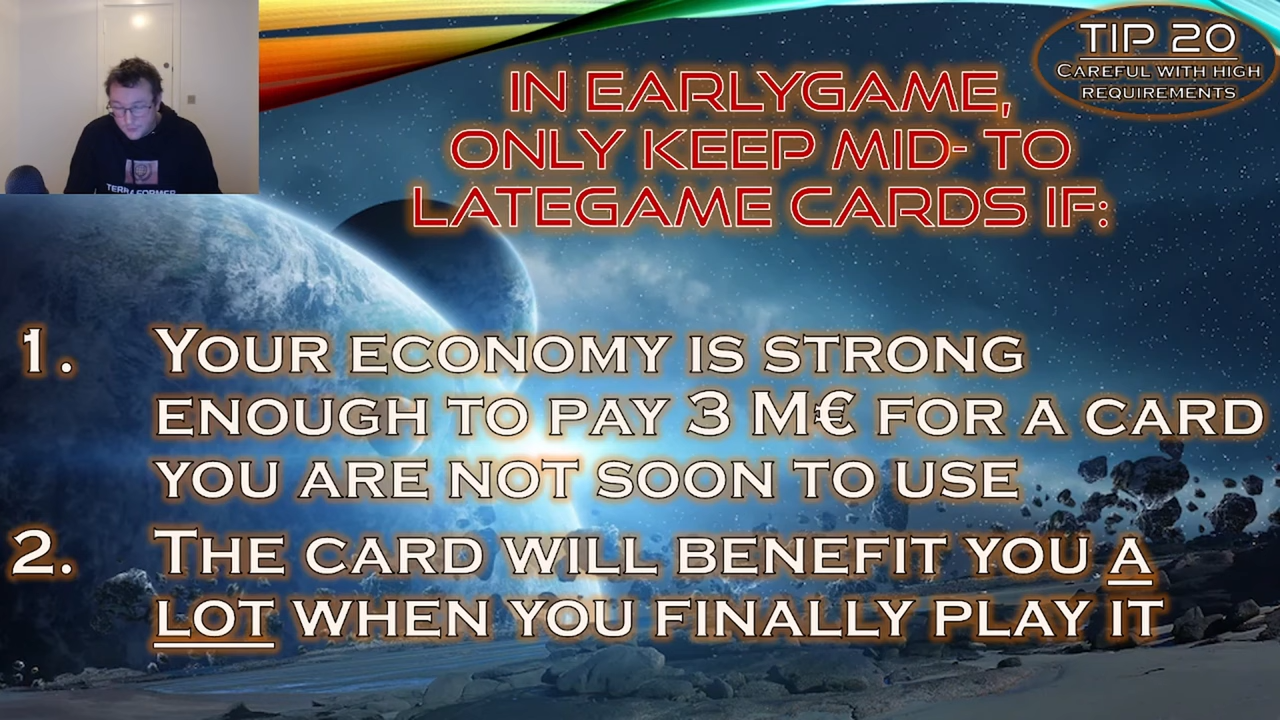 TIP 20
CAREFUL WITH HIGH
REQUIREMENTS
IN EARLYGAME,
ONLY KEEP MID- TO
LATEGAME CARDS IF:
1. YOUR ECONOMY IS STRONG
ENOUGH TO PAY 3 M€ FOR A CARD
YOU ARE NOT SOON TO USE
2. THE CARD WILL BENEFIT YOU A
LOT WHEN YOU FINALLY PLAY IT
TERRAFORMER